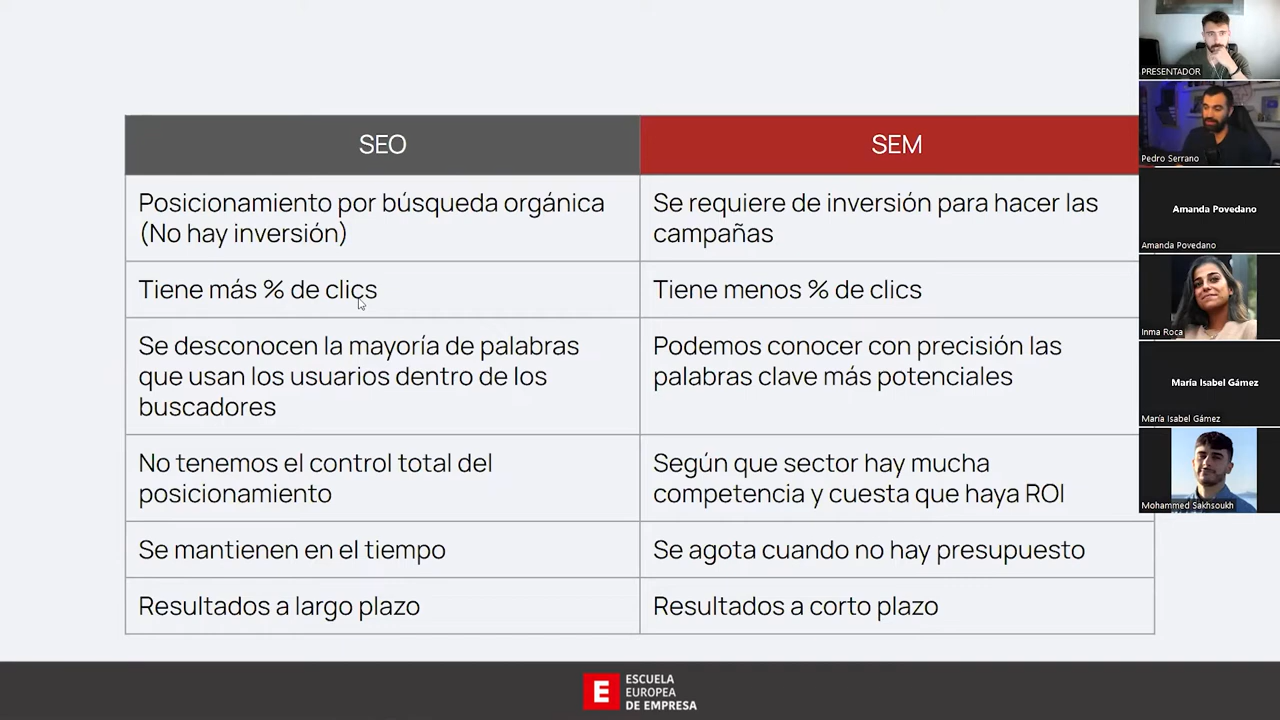 SEO
SEM
Posicionamiento por búsqueda orgánica
(No hay inversión)
Se requiere de inversión para hacer las
campañas
Tiene más % de clics
Tiene menos % de clics
Se desconocen la mayoría de palabras
que usan los usuarios dentro de los
buscadores
Podemos conocer con precisión las
palabras clave más potenciales
No tenemos el control total del
posicionamiento
Según que sector hay mucha
competencia y cuesta que haya ROI
Se mantienen en el tiempo
Se agota cuando no hay presupuesto
Resultados a largo plazo
Resultados a corto plazo
E
ESCUELA
EUROPEA
DE EMPRESA
PRESENTADOR
Pedro Serrano
Amanda Povedano
Amanda Povedano
Inma Roca
María Isabel Gámez
María Isabel Gámez
Mohammed Sakhsoukh